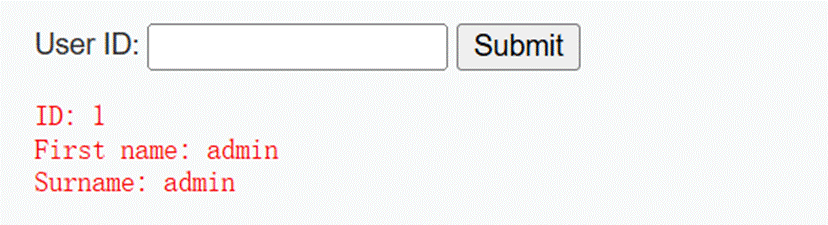 User ID: Submit
ID: 1
First name: admin
Surname: admin